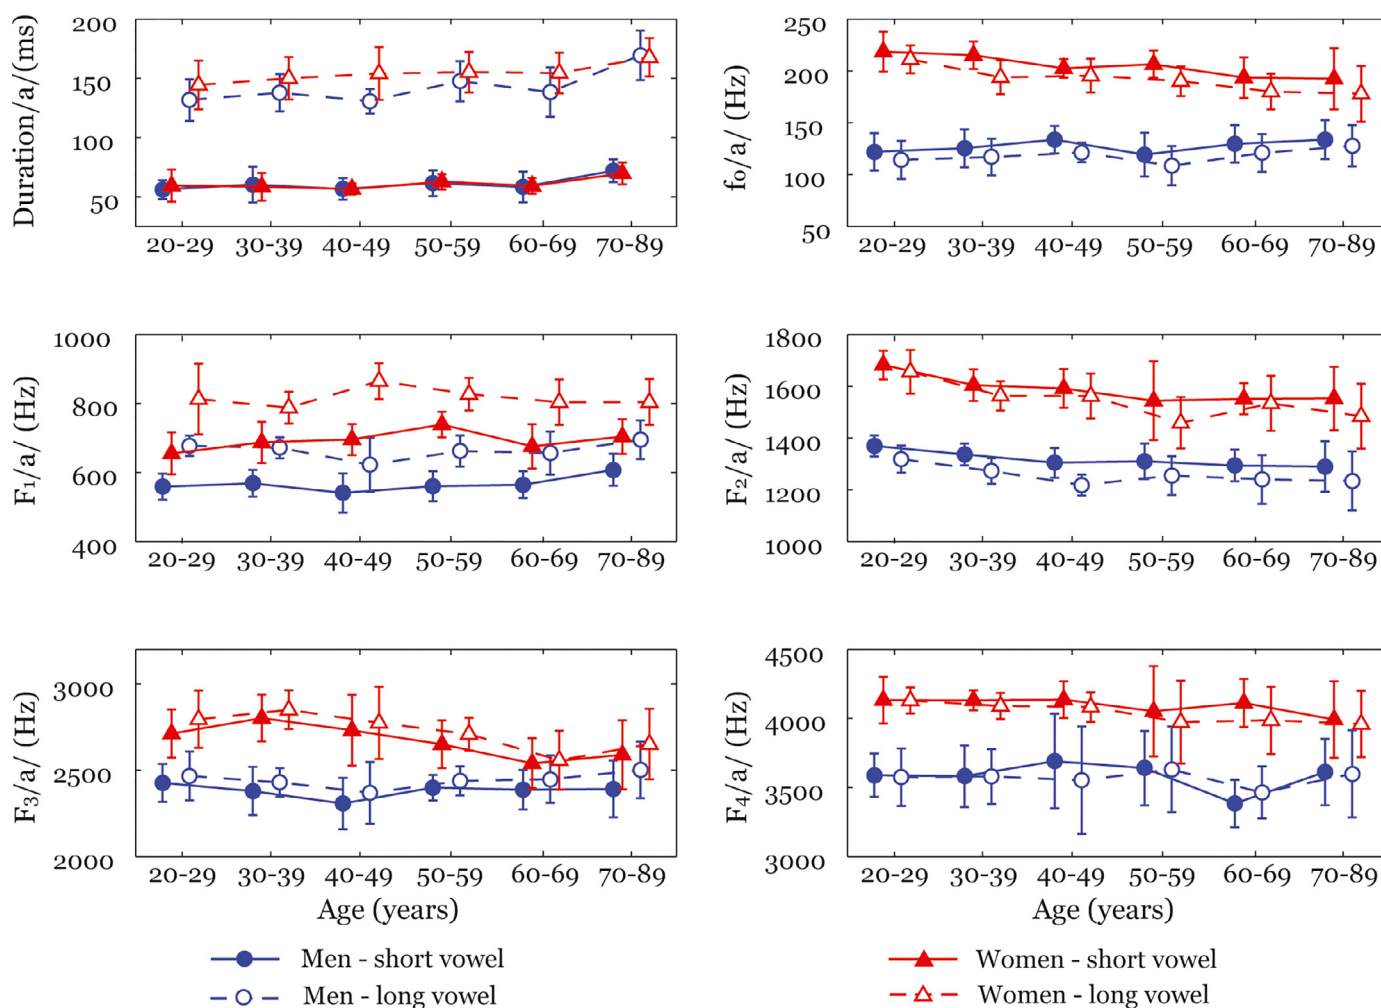 Duration/a/(ms)
200
150
100
50
20-29 30-39 40-49 50-59 60-69 70-89
f0/a/ (Hz)
250
200
150
100
50
20-29 30-39 40-49 50-59 60-69 70-89
F1/a/ (Hz)
1000
800
600
400
20-29 30-39 40-49 50-59 60-69 70-89
F2/a/ (Hz)
1800
1600
1400
1200
1000
20-29 30-39 40-49 50-59 60-69 70-89
F3/a/ (Hz)
3000
2500
2000
20-29 30-39 40-49 50-59 60-69 70-89
Age (years)
F4/a/ (Hz)
4500
4000
3500
3000
20-29 30-39 40-49 50-59 60-69 70-89
Age (years)
Men - short vowel
Men - long vowel
Women - short vowel
Women - long vowel